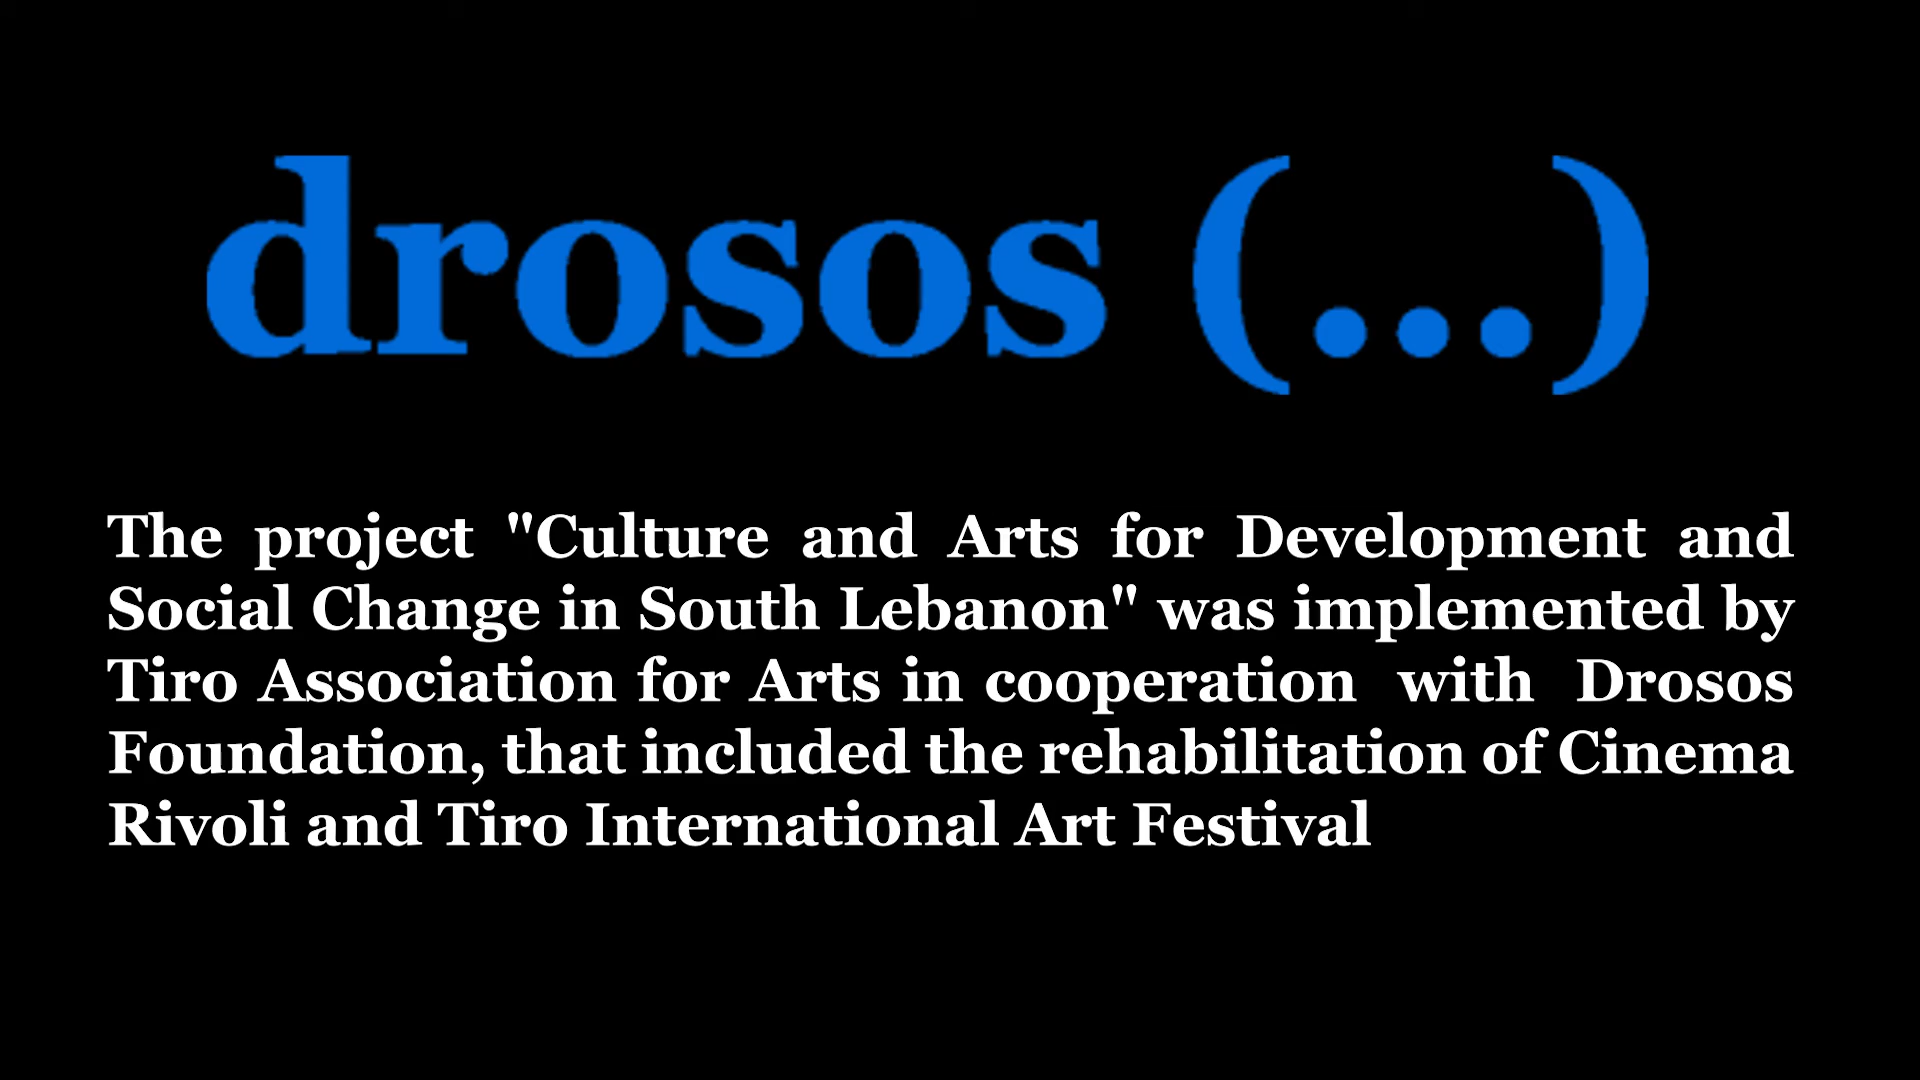 drosos (...)
The project "Culture and Arts for Development and
Social Change in South Lebanon" was implemented by
Tiro Association for Arts in cooperation with Drosos
Foundation, that included the rehabilitation of Cinema
Rivoli and Tiro International Art Festival